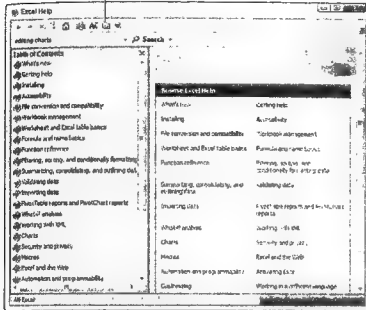 Excel Help
editing charts
Search
Table of Contents
What's new
Getting help
Installing
Accessibility
File conversion and compatibility
Workbook management
Worksheet and Excel table basics
Formula and name basics
Function reference
Filtering, sorting, and conditionally formatting
Summarizing, consolidating, and outlining data
Validating data
Importing data
PivotTable reports and PivotChart reports
What-if analysis
Working with XML
Charts
Security and privacy
Macros
Excel and the Web
Automation and programmability
Browse Excel Help
What's new
Getting help
Installing
Accessibility
File conversion and compatibility
Workbook management
Worksheet and Excel table basics
Formula and name basics
Function reference
Filtering, sorting, and
conditionally formatting data
Summarizing, consolidating, and
outlining data
Validating data
Importing data
PivotTable reports and PivotChart
reports
What-if analysis
Working with XML
Charts
Security and privacy
Macros
Excel and the Web
Automation and programmability
Activating Excel
Customizing
Working in a different language
All Excel